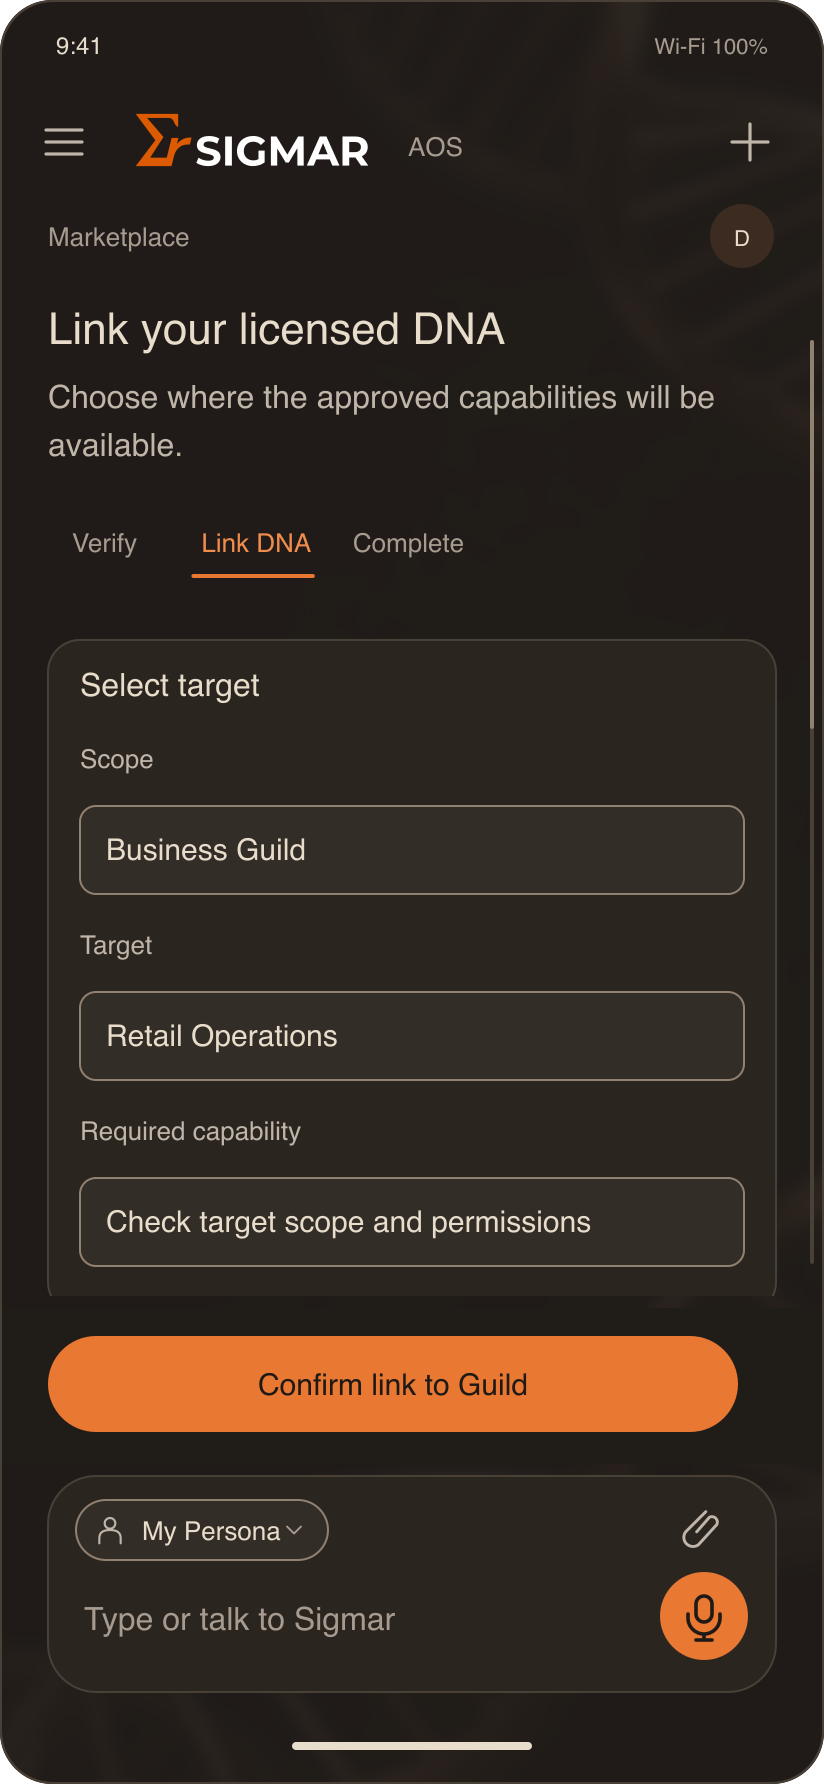 9:41
Wi-Fi 100%
Σr SIGMAR AOS
Marketplace
D
Link your licensed DNA
Choose where the approved capabilities will be
available.
Verify
Link DNA
Complete
Select target
Scope
Business Guild
Target
Retail Operations
Required capability
Check target scope and permissions
Confirm link to Guild
My Persona
Type or talk to Sigmar